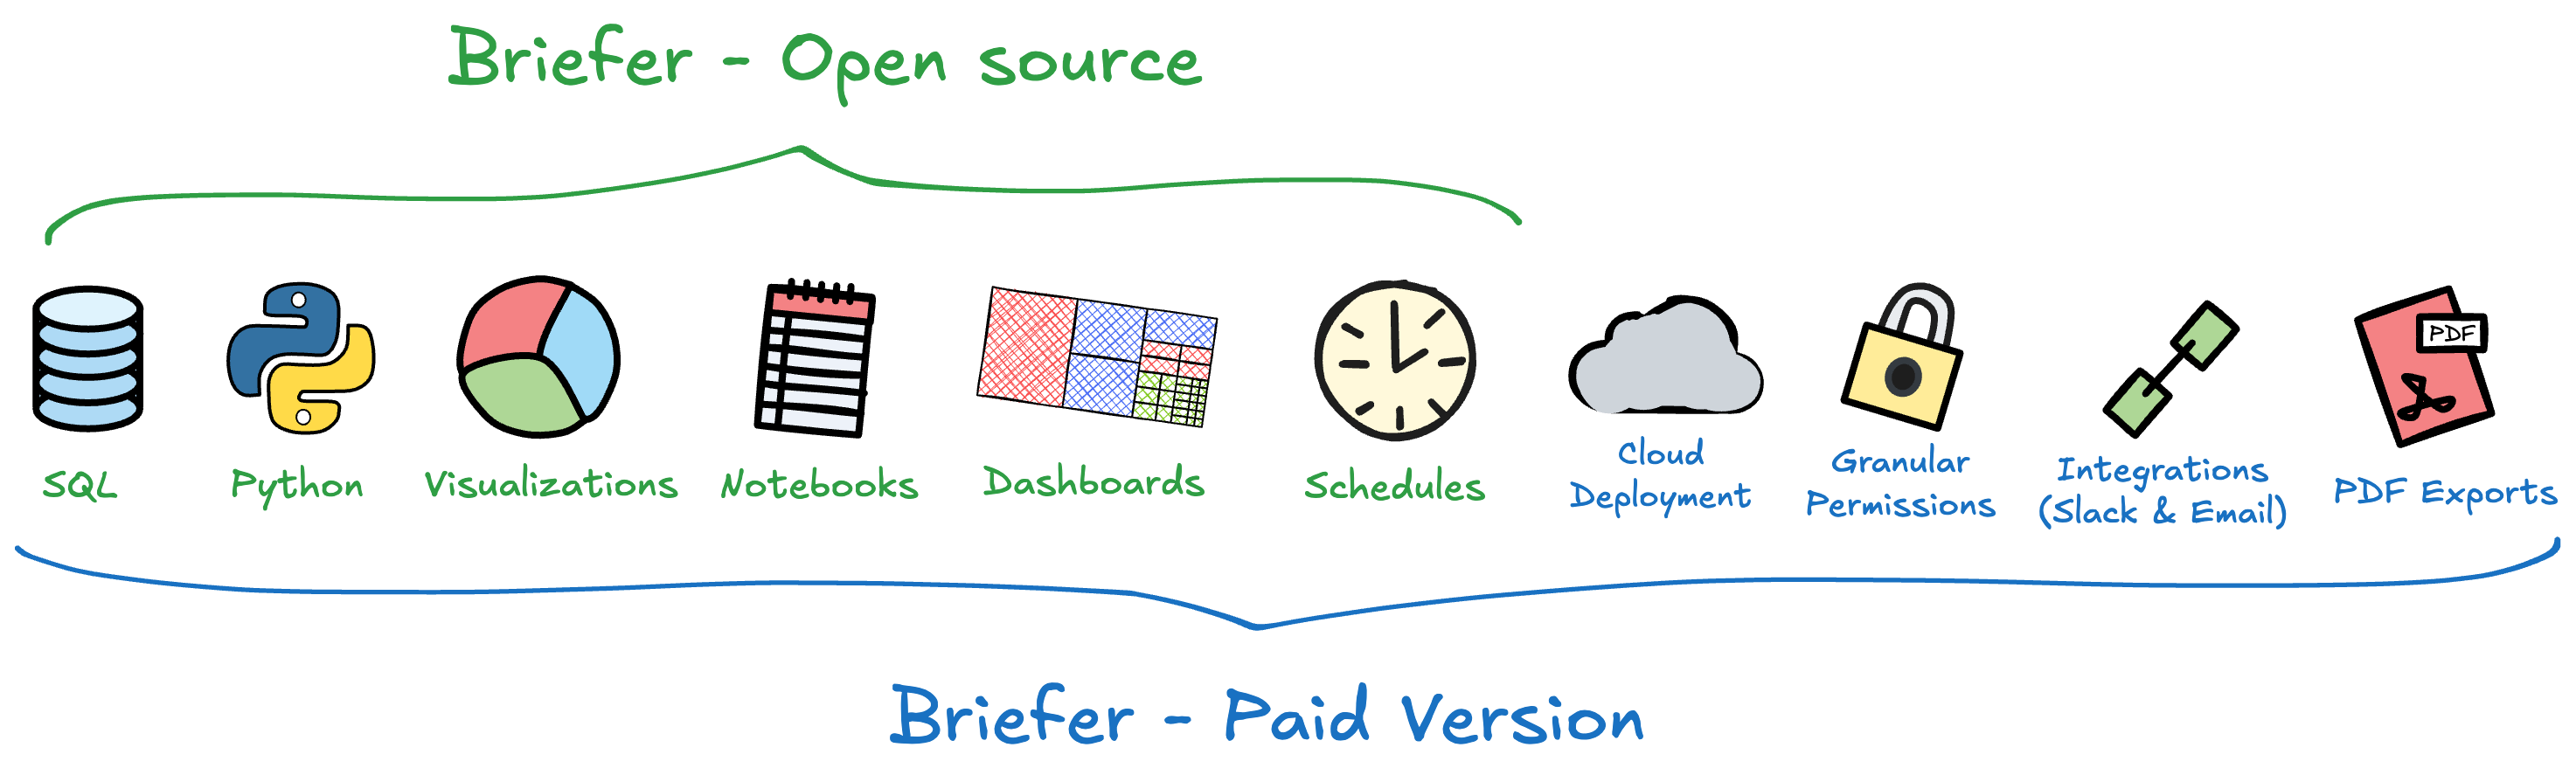 Briefer - Open source
PDF
SQL
Python
Visualizations
Notebooks
Dashboards
Schedules
Cloud
Deployment
Granular
Permissions
Integrations
(Slack & Email)
PDF Exports
Briefer - Paid Version